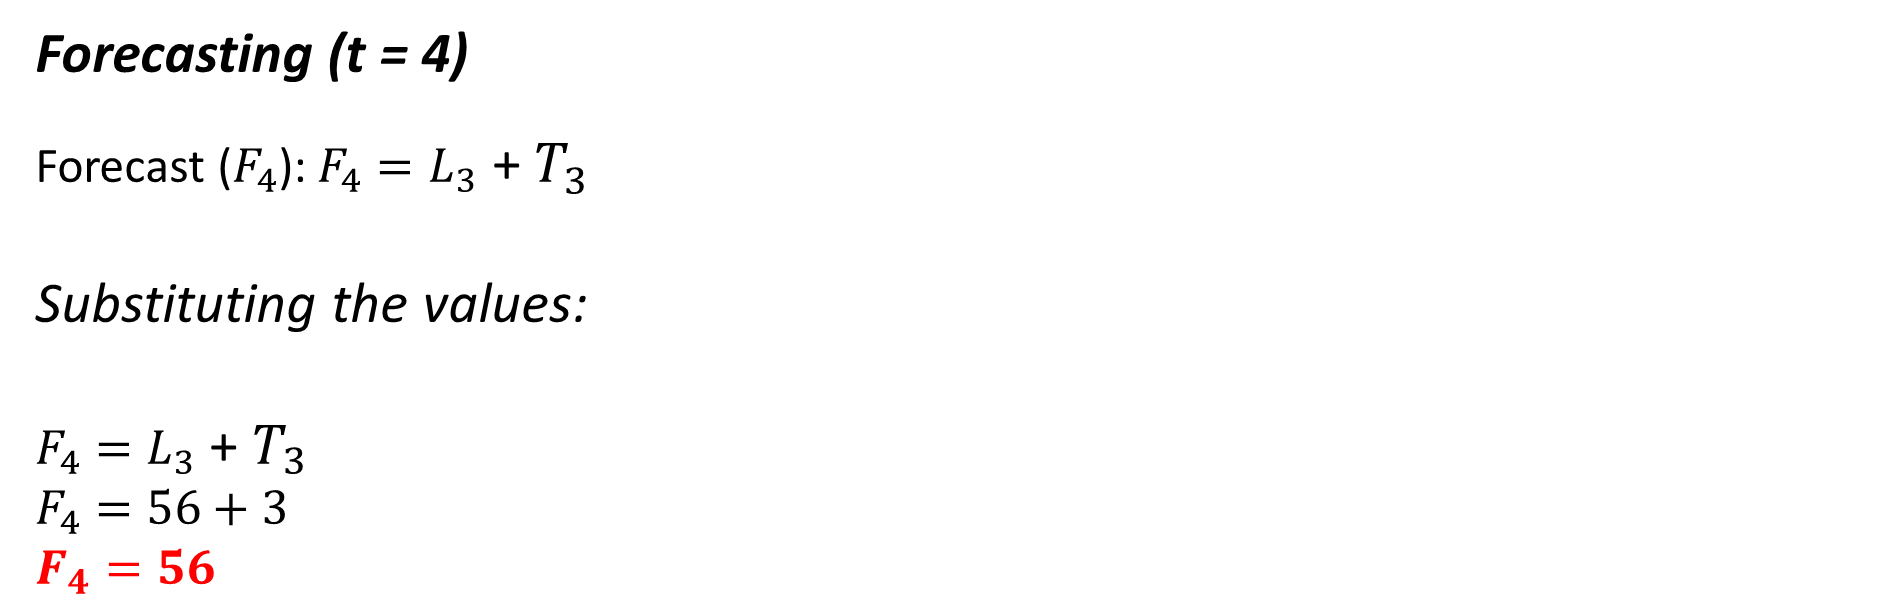 Forecasting (t = 4)
Forecast (F₄): F₄ = L₃ + T₃
Substituting the values:
F₄ = L₃ + T₃
F₄ = 56 + 3
F₄ = 56